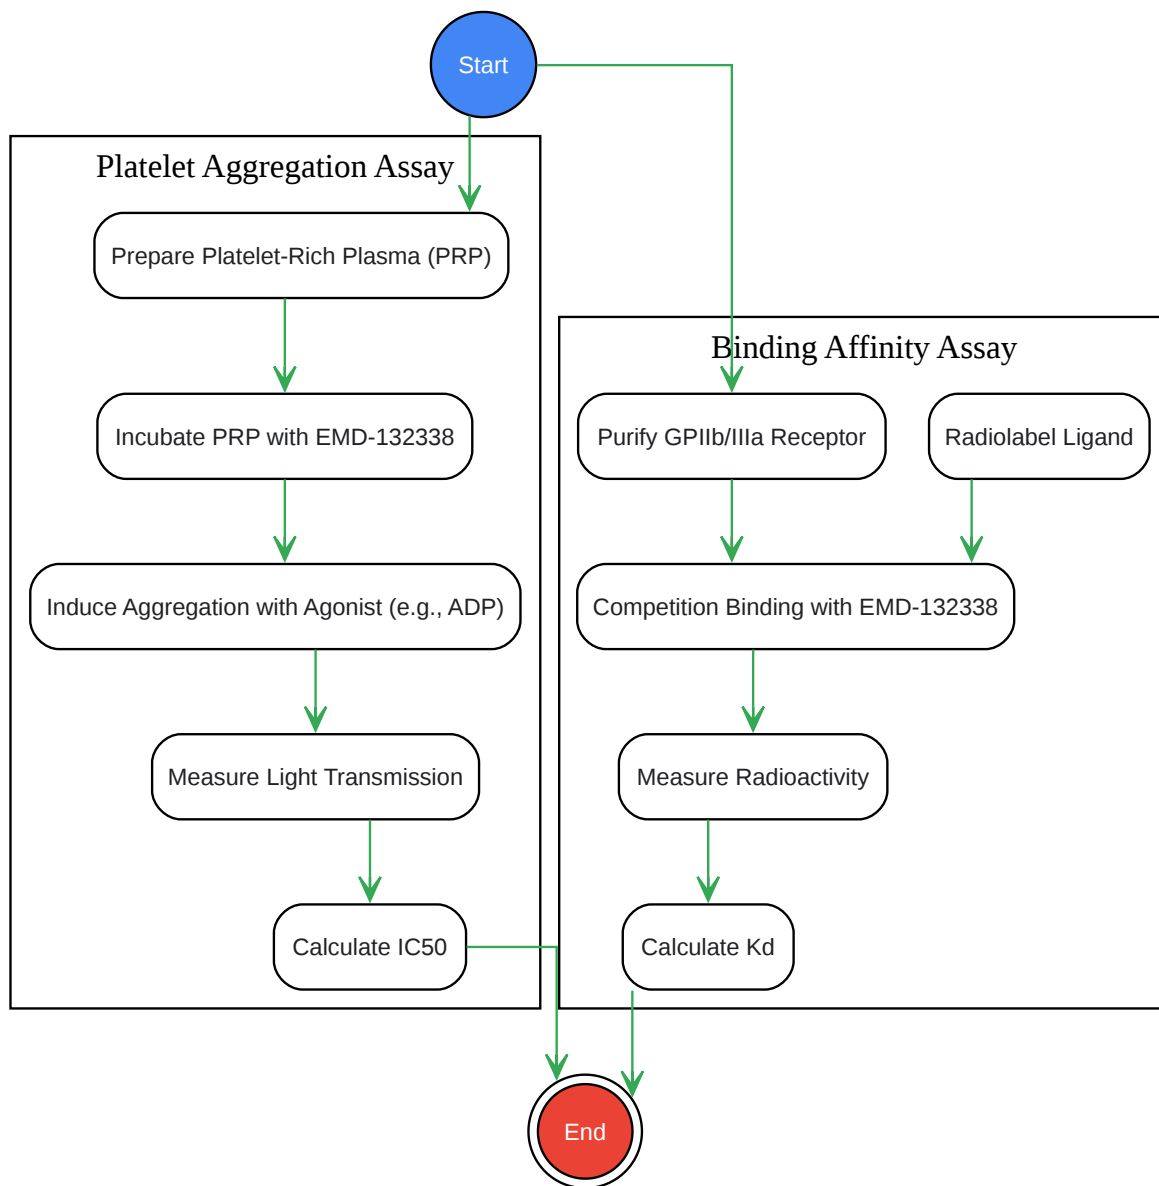 Start
Platelet Aggregation Assay
Prepare Platelet-Rich Plasma (PRP)
Incubate PRP with EMD-132338
Induce Aggregation with Agonist (e.g., ADP)
Measure Light Transmission
Calculate IC50
Binding Affinity Assay
Purify GPIIb/IIIa Receptor
Radiolabel Ligand
Competition Binding with EMD-132338
Measure Radioactivity
Calculate Kd
End